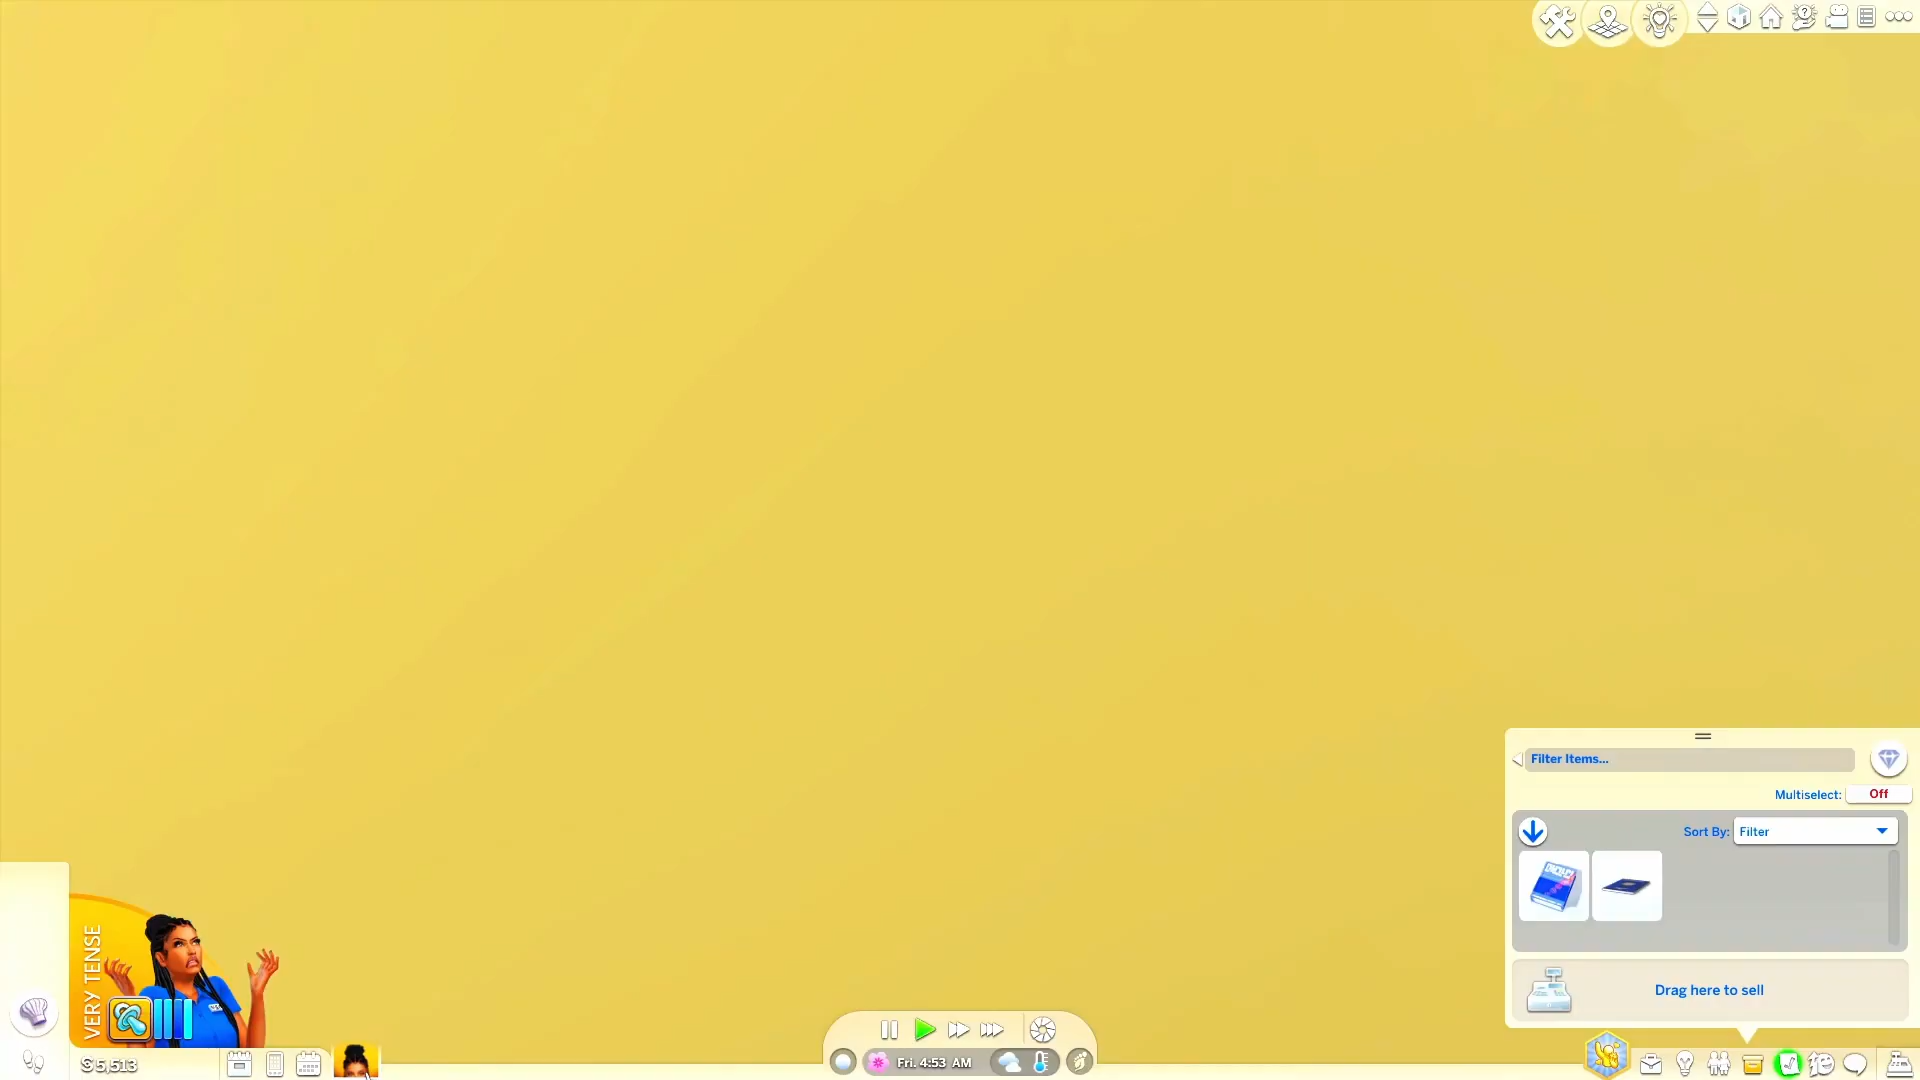 Filter Items...
Multiselect: Off
Sort By: Filter
Drag here to sell
VERY TENSE
5,513
Fri. 4:53 AM